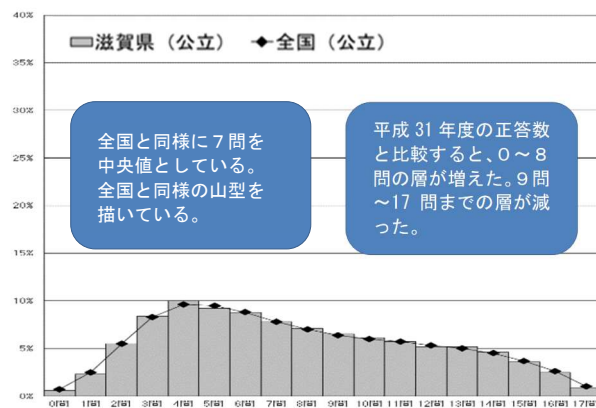 40%
滋賀県（公立） 全国（公立）
35%
30%
全国と同様に７問を
中央値としている。
全国と同様の山型を
描いている。
平成 31 年度の正答数
と比較すると、０～８
問の層が増えた。９問
～17 問までの層が減
った。
25%
20%
15%
10%
5%
0%
0問 1問 2問 3問 4問 5問 6問 7問 8問 9問 10問 11問 12問 13問 14問 15問 16問 17問